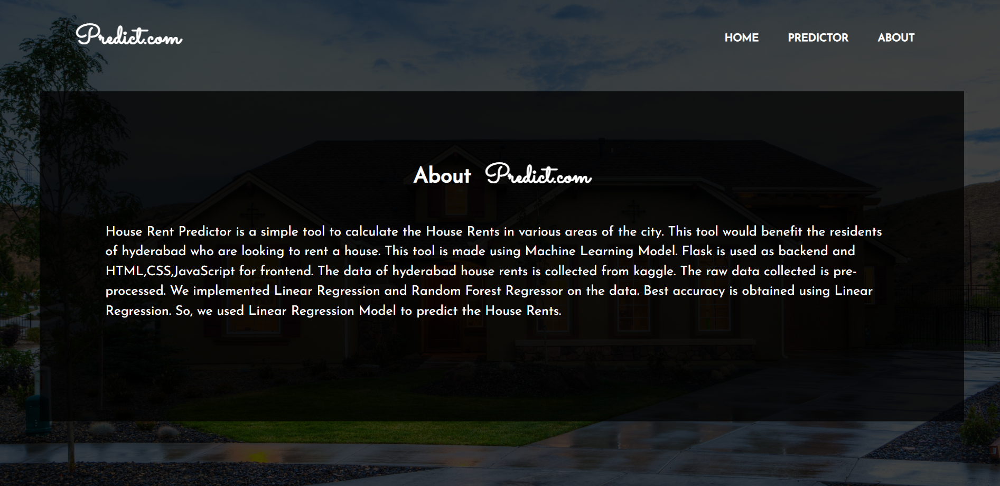 Predict.com
HOME PREDICTOR ABOUT
About Predict.com
House Rent Predictor is a simple tool to calculate the House Rents in various areas of the city. This tool would benefit the residents
of hyderabad who are looking to rent a house. This tool is made using Machine Learning Model. Flask is used as backend and
HTML,CSS,JavaScript for frontend. The data of hyderabad house rents is collected from kaggle. The raw data collected is pre-
processed. We implemented Linear Regression and Random Forest Regressor on the data. Best accuracy is obtained using Linear
Regression. So, we used Linear Regression Model to predict the House Rents.